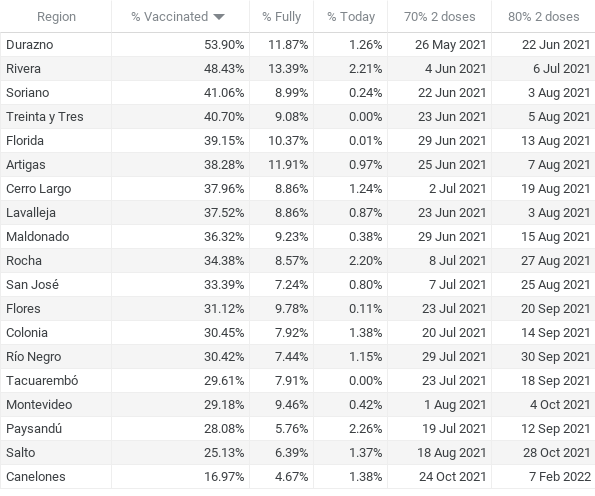 Region % Vaccinated % Fully % Today 70% 2 doses 80% 2 doses
Durazno 53.90% 11.87% 1.26% 26 May 2021 22 Jun 2021
Rivera 48.43% 13.39% 2.21% 4 Jun 2021 6 Jul 2021
Soriano 41.06% 8.99% 0.24% 22 Jun 2021 3 Aug 2021
Treinta y Tres 40.70% 9.08% 0.00% 23 Jun 2021 5 Aug 2021
Florida 39.15% 10.37% 0.01% 29 Jun 2021 13 Aug 2021
Artigas 38.28% 11.91% 0.97% 25 Jun 2021 7 Aug 2021
Cerro Largo 37.96% 8.86% 1.24% 2 Jul 2021 19 Aug 2021
Lavalleja 37.52% 8.86% 0.87% 23 Jun 2021 3 Aug 2021
Maldonado 36.32% 9.23% 0.38% 29 Jun 2021 15 Aug 2021
Rocha 34.38% 8.57% 2.20% 8 Jul 2021 27 Aug 2021
San José 33.39% 7.24% 0.80% 7 Jul 2021 25 Aug 2021
Flores 31.12% 9.78% 0.11% 23 Jul 2021 20 Sep 2021
Colonia 30.45% 7.92% 1.38% 20 Jul 2021 14 Sep 2021
Río Negro 30.42% 7.44% 1.15% 29 Jul 2021 30 Sep 2021
Tacuarembó 29.61% 7.91% 0.00% 23 Jul 2021 18 Sep 2021
Montevideo 29.18% 9.46% 0.42% 1 Aug 2021 4 Oct 2021
Paysandú 28.08% 5.76% 2.26% 19 Jul 2021 12 Sep 2021
Salto 25.13% 6.39% 1.37% 18 Aug 2021 28 Oct 2021
Canelones 16.97% 4.67% 1.38% 24 Oct 2021 7 Feb 2022